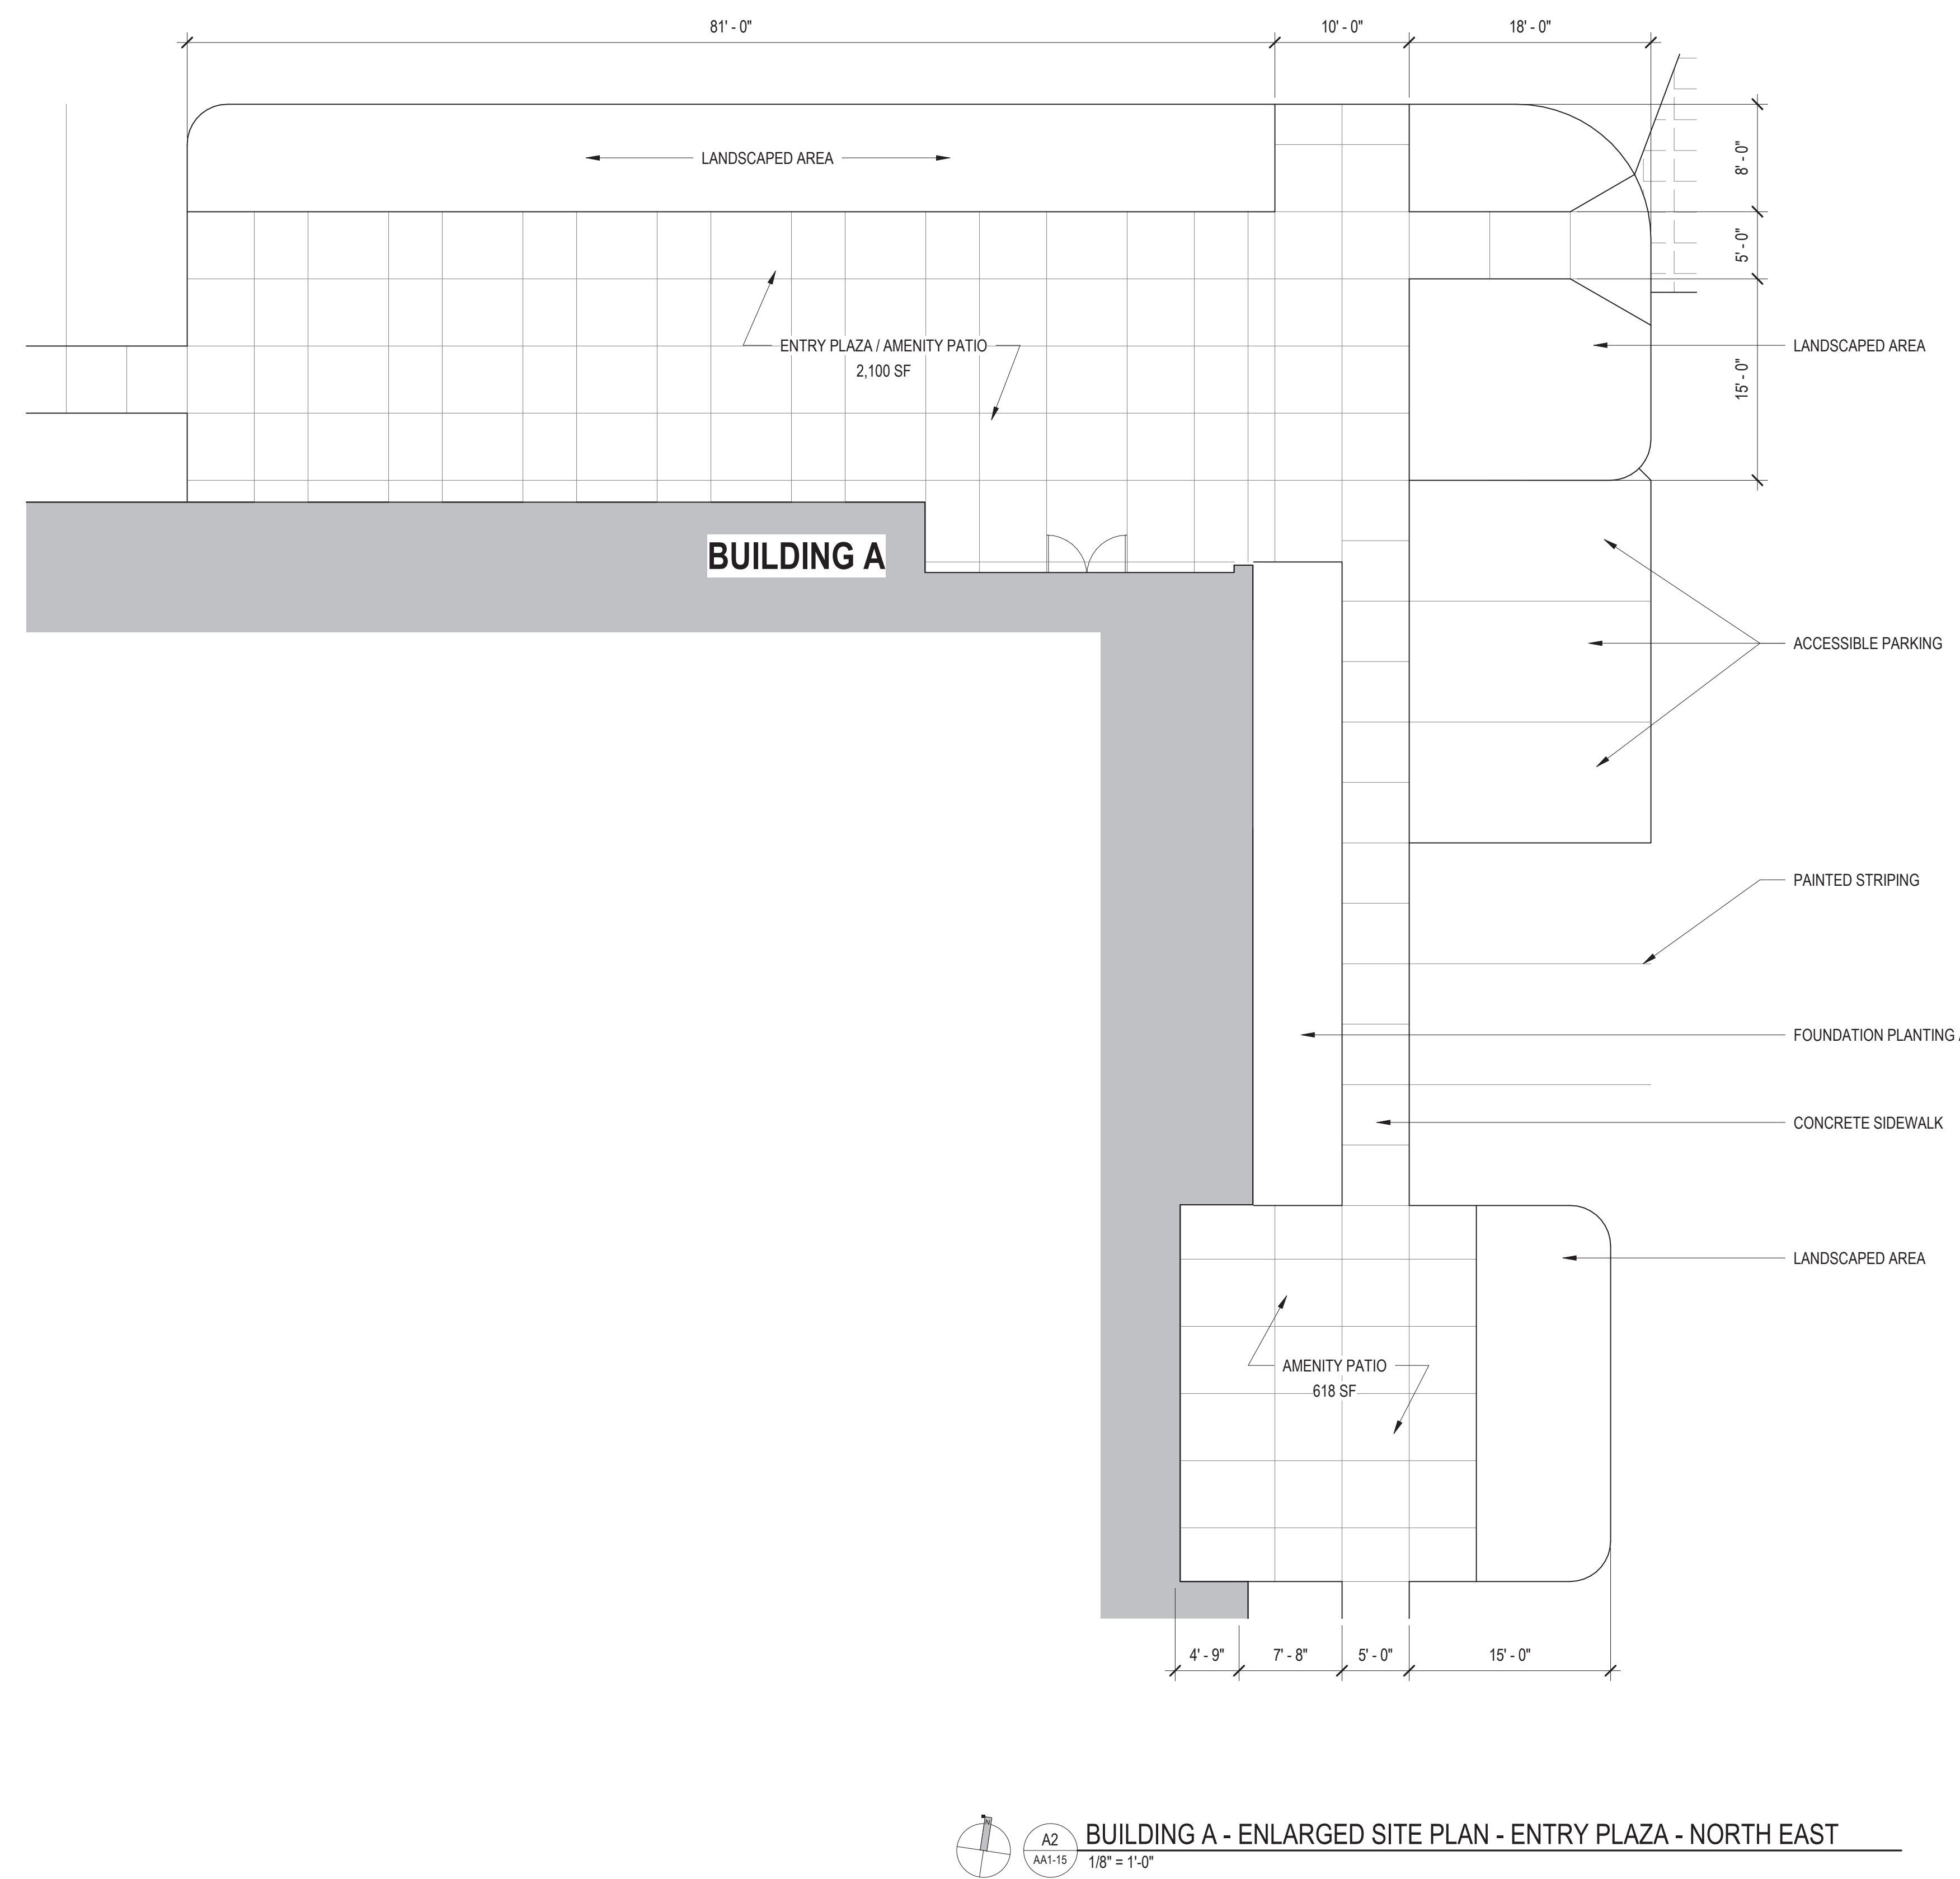 81' - 0"
10' - 0"
18' - 0"
LANDSCAPED AREA
8' - 0"
5' - 0"
15' - 0"
ENTRY PLAZA / AMENITY PATIO
2,100 SF
LANDSCAPED AREA
BUILDING A
ACCESSIBLE PARKING
PAINTED STRIPING
FOUNDATION PLANTING
CONCRETE SIDEWALK
LANDSCAPED AREA
AMENITY PATIO
618 SF
4' - 9"
7' - 8"
5' - 0"
15' - 0"
N
A2
AA1-15
BUILDING A - ENLARGED SITE PLAN - ENTRY PLAZA - NORTH EAST
1/8" = 1'-0"